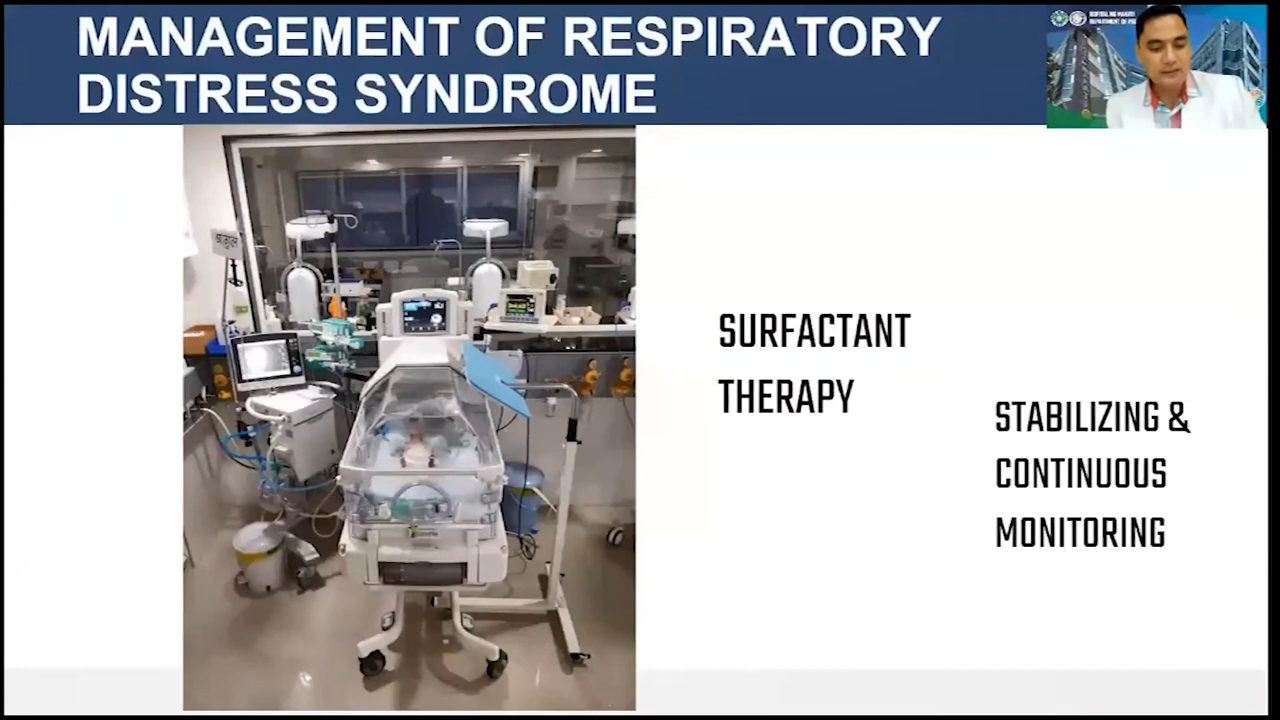 MANAGEMENT OF RESPIRATORY
DISTRESS SYNDROME
SURFACTANT
THERAPY
STABILIZING &
CONTINUOUS
MONITORING